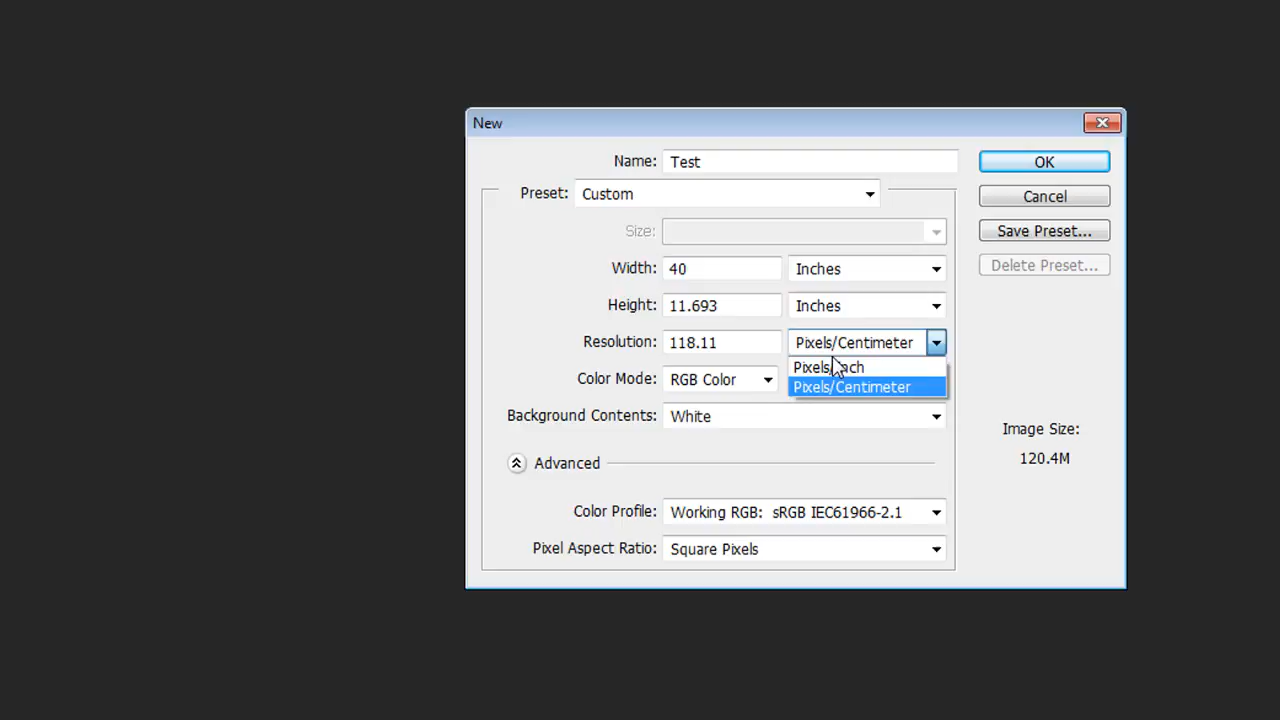 New
Name: Test
OK
Preset: Custom
Cancel
Size:
Save Preset...
Width: 40 Inches
Delete Preset...
Height: 11.693 Inches
Resolution: 118.11 Pixels/Centimeter
Pixels/Inch
Pixels/Centimeter
Color Mode: RGB Color
Background Contents: White
Image Size:
120.4M
Advanced
Color Profile: Working RGB: sRGB IEC61966-2.1
Pixel Aspect Ratio: Square Pixels